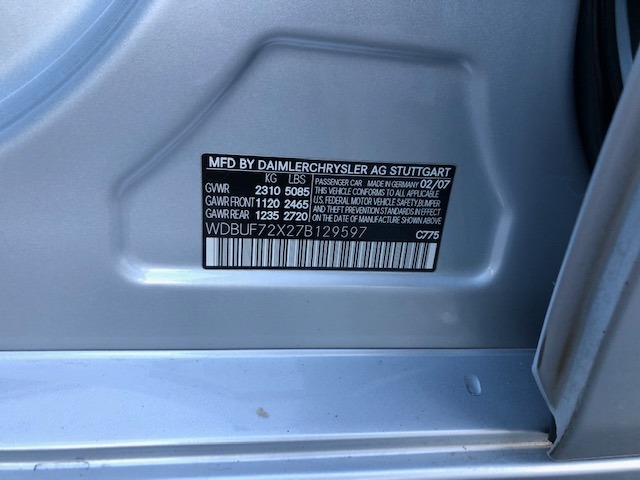 MFD BY DAIMLERCHRYSLER AG STUTTGART
KG LBS
GVWR 2310 5085
GAWR FRONT 1120 2465
GAWR REAR 1235 2720
PASSENGER CAR MADE IN GERMANY 02/07
THIS VEHICLE CONFORMS TO ALL APPLICABLE
U.S. FEDERAL MOTOR VEHICLE SAFETY, BUMPER
AND THEFT PREVENTION STANDARDS IN EFFECT
ON THE DATE OF MANUFACTURE SHOWN ABOVE
WDBUF72X27B129597 C775